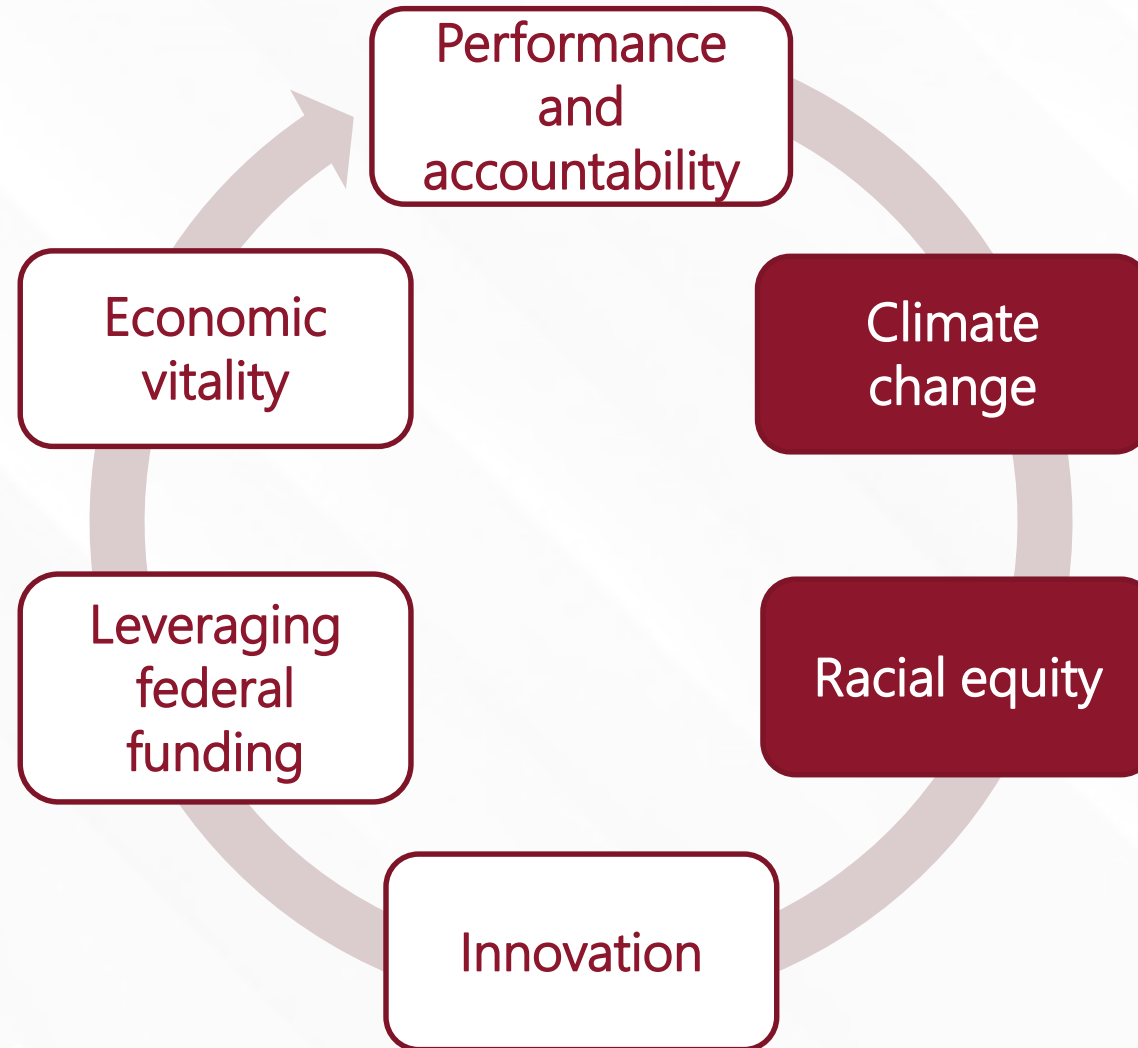 Performance
and
accountability
Climate
change
Racial equity
Innovation
Leveraging
federal
funding
Economic
vitality